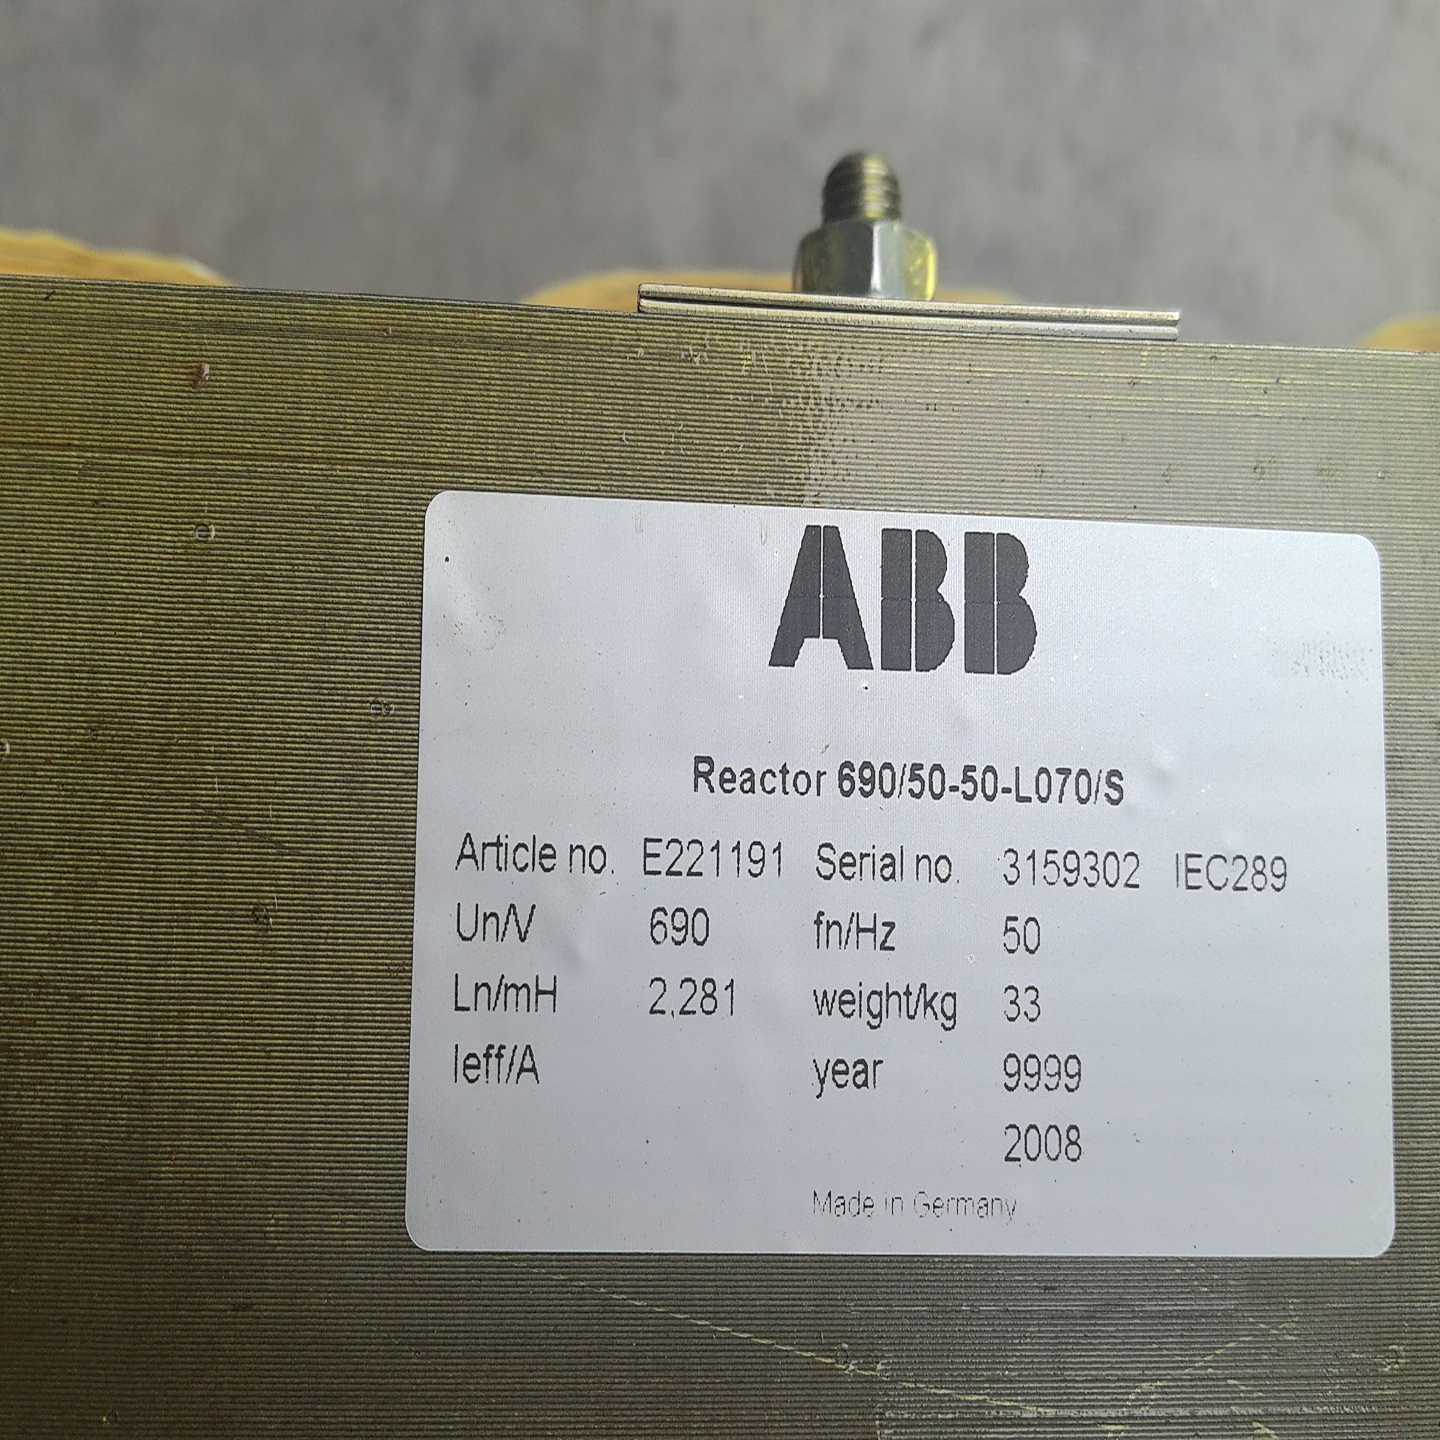 ABB
Reactor 690/50-50-L070/S
Article no. E221191 Serial no. 3159302 IEC289
Un/V 690 fn/Hz 50
Ln/mH 2,281 weight/kg 33
Ieff/A year 9999
2008
Made in Germany